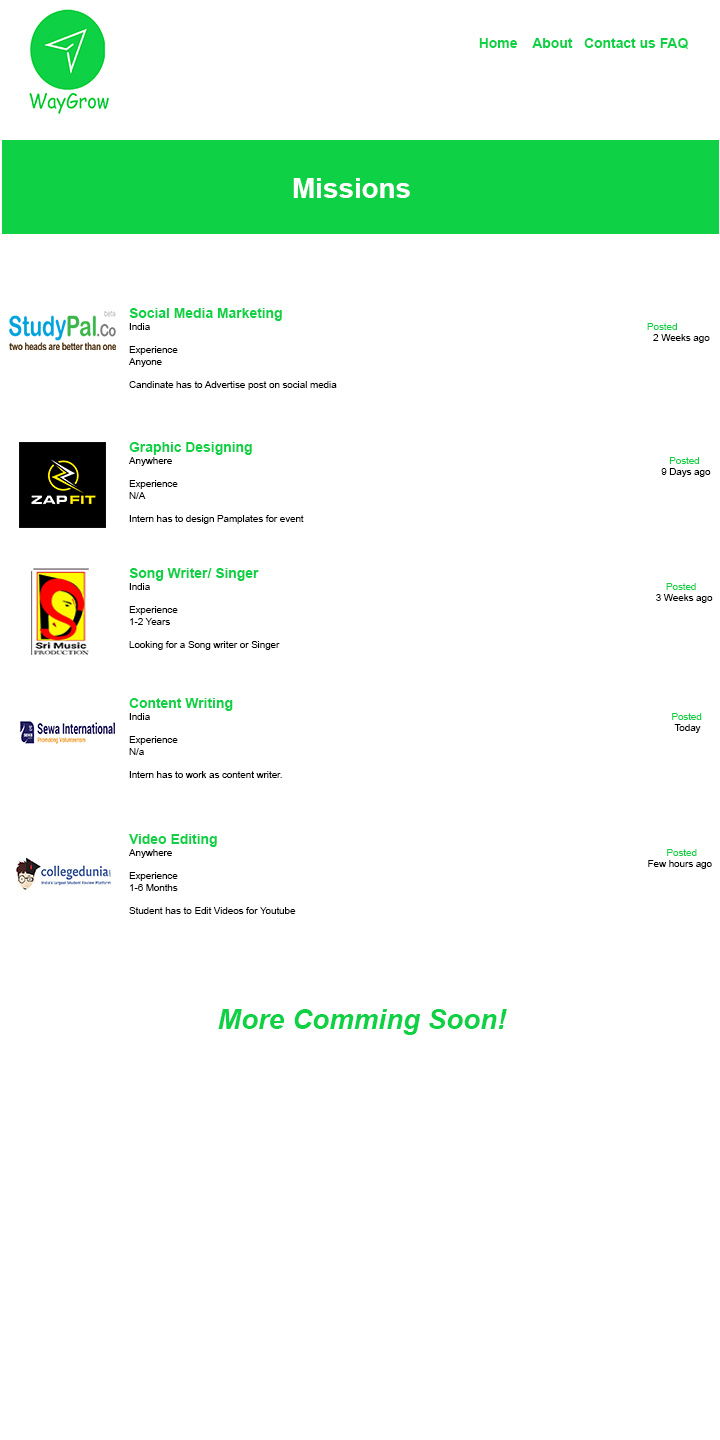 WayGrow
Home About Contact us FAQ
Missions
beta
StudyPal.co
two heads are better than one
Social Media Marketing
India
Experience
Anyone
Candinate has to Advertise post on social media
Posted
2 Weeks ago
ZAPFIT
Graphic Designing
Anywhere
Experience
N/A
Intern has to design Pamplates for event
Posted
9 Days ago
Sri Music
PRODUCTION
Song Writer/ Singer
India
Experience
1-2 Years
Looking for a Song writer or Singer
Posted
3 Weeks ago
Sewa International
Promoting Volunteerism
Content Writing
India
Experience
N/a
Intern has to work as content writer.
Posted
Today
collegedunia
India's largest Student Review Platform
Video Editing
Anywhere
Experience
1-6 Months
Student has to Edit Videos for Youtube
Posted
Few hours ago
More Comming Soon!